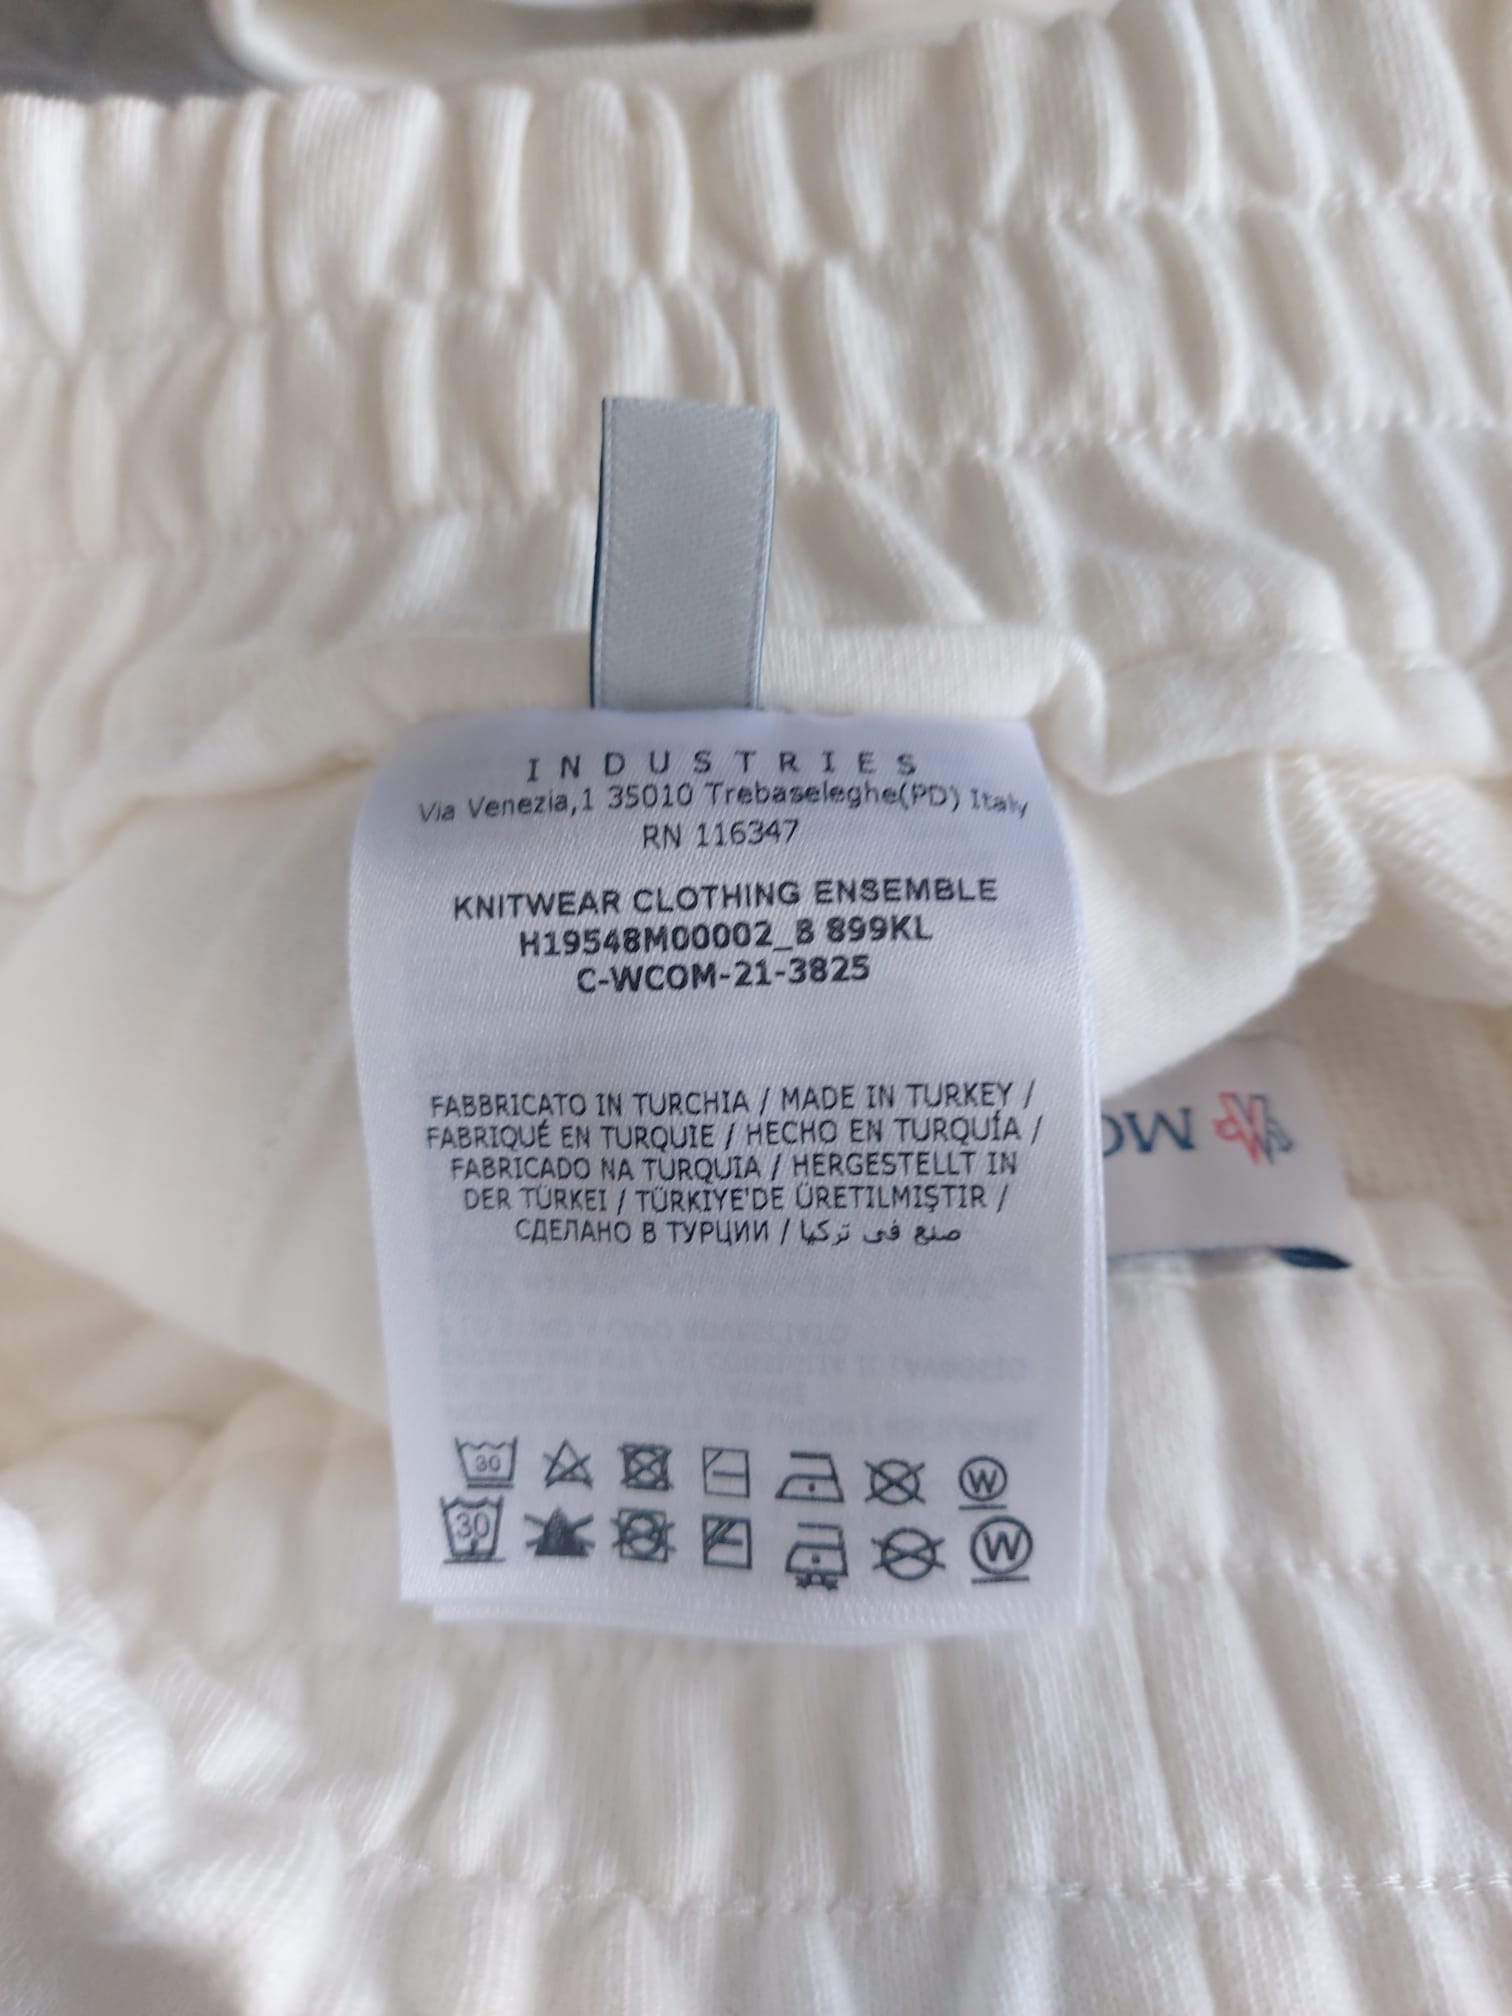 INDUSTRIES
Via Venezia,1 35010 Trebaseleghe(PD) Italy
RN 116347
KNITWEAR CLOTHING ENSEMBLE
H19548M00002_B 899KL
C-WCOM-21-3825
FABBRICATO IN TURCHIA / MADE IN TURKEY /
FABRIQUÉ EN TURQUIE / HECHO EN TURQUÍA /
FABRICADO NA TURQUIA / HERGESTELLT IN
DER TÜRKEI / TÜRKIYE'DE ÜRETILMIŞTIR /
СДЕЛАНО В ТУРЦИИ / صنع في تركيا
30 W
30 W